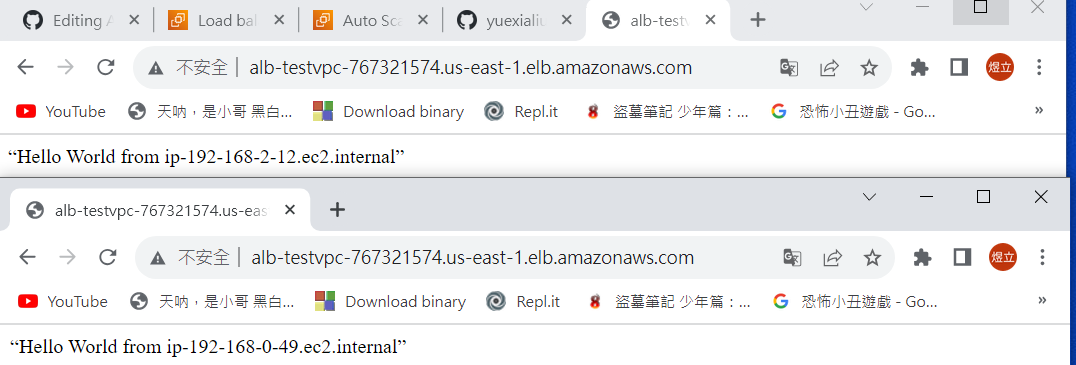 Editing A
Load bal
Auto Sca
yuexialiu
alb-testv
不安全 alb-testvpc-767321574.us-east-1.elb.amazonaws.com
煜立
YouTube
天吶，是小哥 黑白...
Download binary
Repl.it
盜墓筆記 少年篇：...
恐怖小丑遊戲 - Go...
»
“Hello World from ip-192-168-2-12.ec2.internal”
alb-testvpc-767321574.us-eas
不安全 alb-testvpc-767321574.us-east-1.elb.amazonaws.com
煜立
YouTube
天吶，是小哥 黑白...
Download binary
Repl.it
盜墓筆記 少年篇：...
恐怖小丑遊戲 - Go...
»
“Hello World from ip-192-168-0-49.ec2.internal”